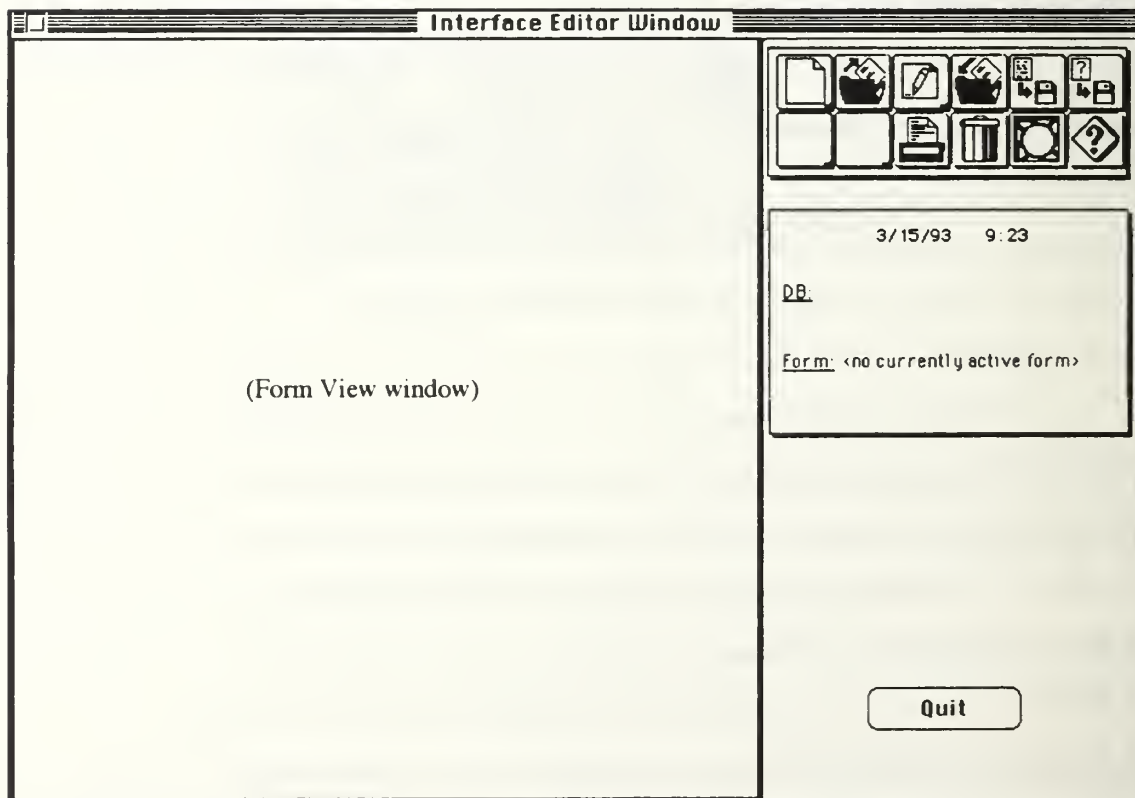 Interface Editor Window
?
?
3/15/93 9:23
DB:
Form: <no currently active form>
(Form View window)
Quit